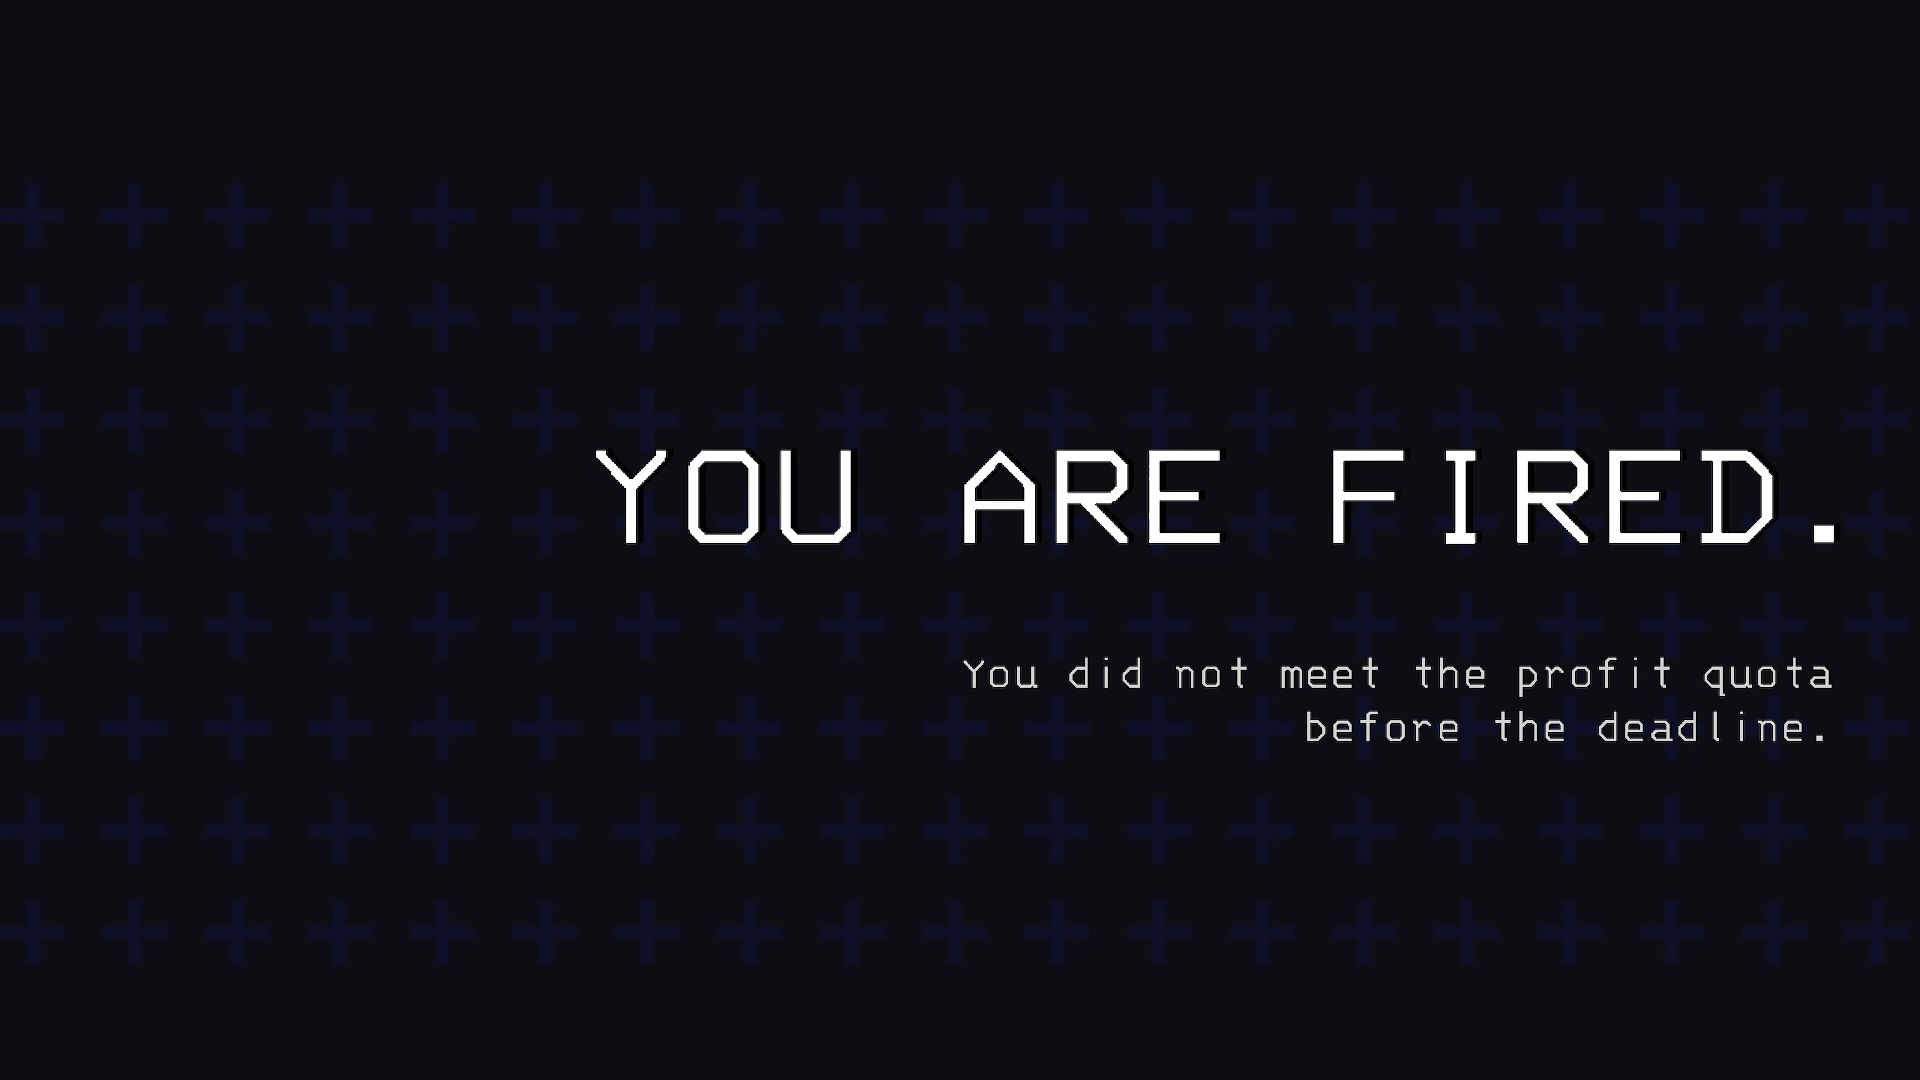 YOU ARE FIRED.
You did not meet the profit quota
before the deadline.